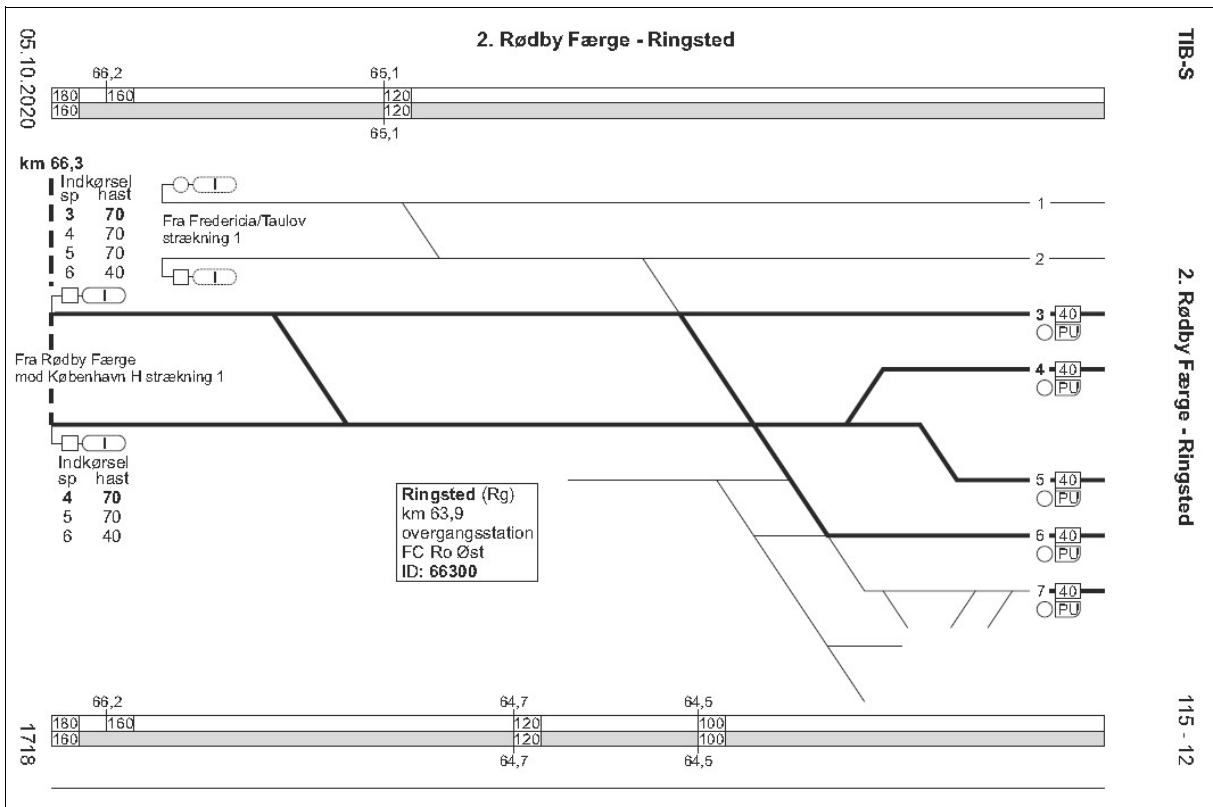 2. Rødby Færge - Ringsted
05.10.2020
TIB-S
66,2 65,1
180 160 120
160 120
65,1
km 66,3
Indkørsel
sp hast
3 70
4 70
5 70
6 40
I
Fra Fredericia/Taulov
strækning 1
I
I
1
2
3 40
PU
Fra Rødby Færge
mod København H strækning 1
4 40
PU
I
Indkørsel
sp hast
4 70
5 70
6 40
Ringsted (Rg)
km 63,9
overgangsstation
FC Ro Øst
ID: 66300
5 40
PU
6 40
PU
7 40
PU
2. Rødby Færge - Ringsted
66,2 64,7 64,5
180 160 120 100
160 120 100
64,7 64,5
1718
115 - 12